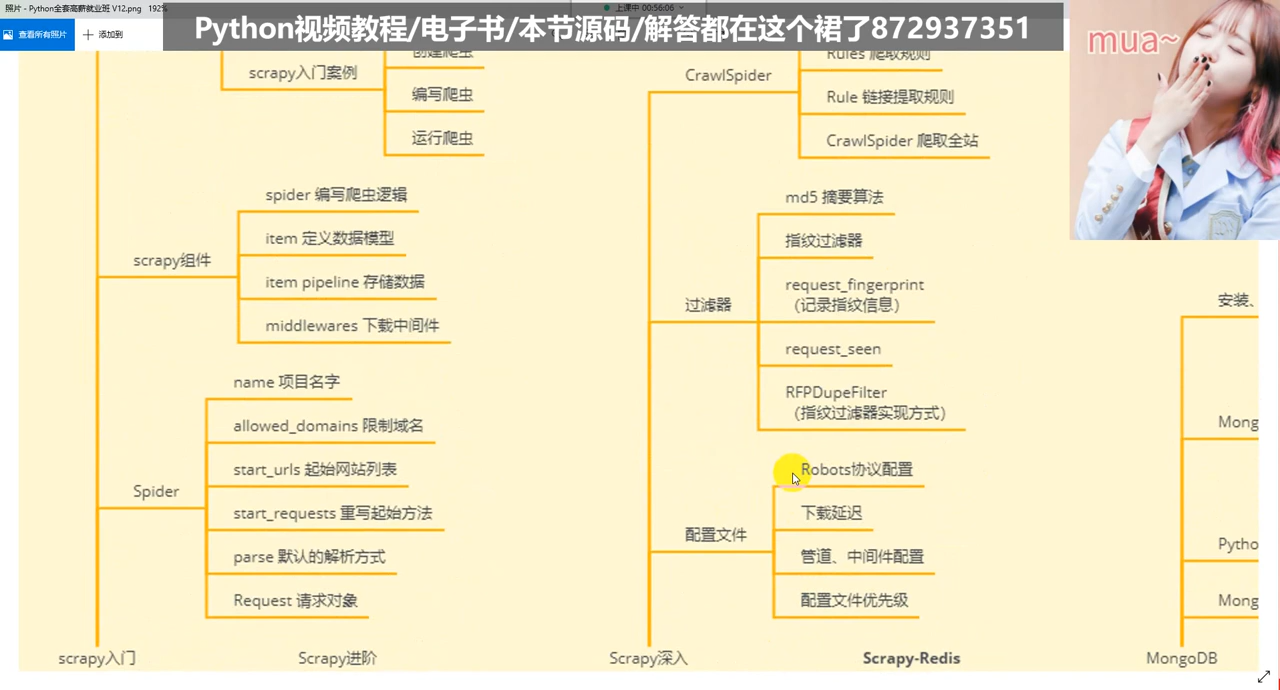 照片 - Python全套高薪就业班 V12.png 192%
上课中 00:56:06
查看所有照片
添加到
Python视频教程/电子书/本节源码/解答都在这个裙了872937351
mua~
创建爬虫
scrapy入门案例
编写爬虫
运行爬虫
scrapy组件
spider 编写爬虫逻辑
item 定义数据模型
item pipeline 存储数据
middlewares 下载中间件
Spider
name 项目名字
allowed_domains 限制域名
start_urls 起始网站列表
start_requests 重写起始方法
parse 默认的解析方式
Request 请求对象
CrawlSpider
Rules 爬取规则
Rule 链接提取规则
CrawlSpider 爬取全站
过滤器
md5 摘要算法
指纹过滤器
request_fingerprint
（记录指纹信息）
request_seen
RFPDupeFilter
（指纹过滤器实现方式）
配置文件
Robots协议配置
下载延迟
管道、中间件配置
配置文件优先级
安装、
Mong
Pytho
Mong
scrapy入门
Scrapy进阶
Scrapy深入
Scrapy-Redis
MongoDB